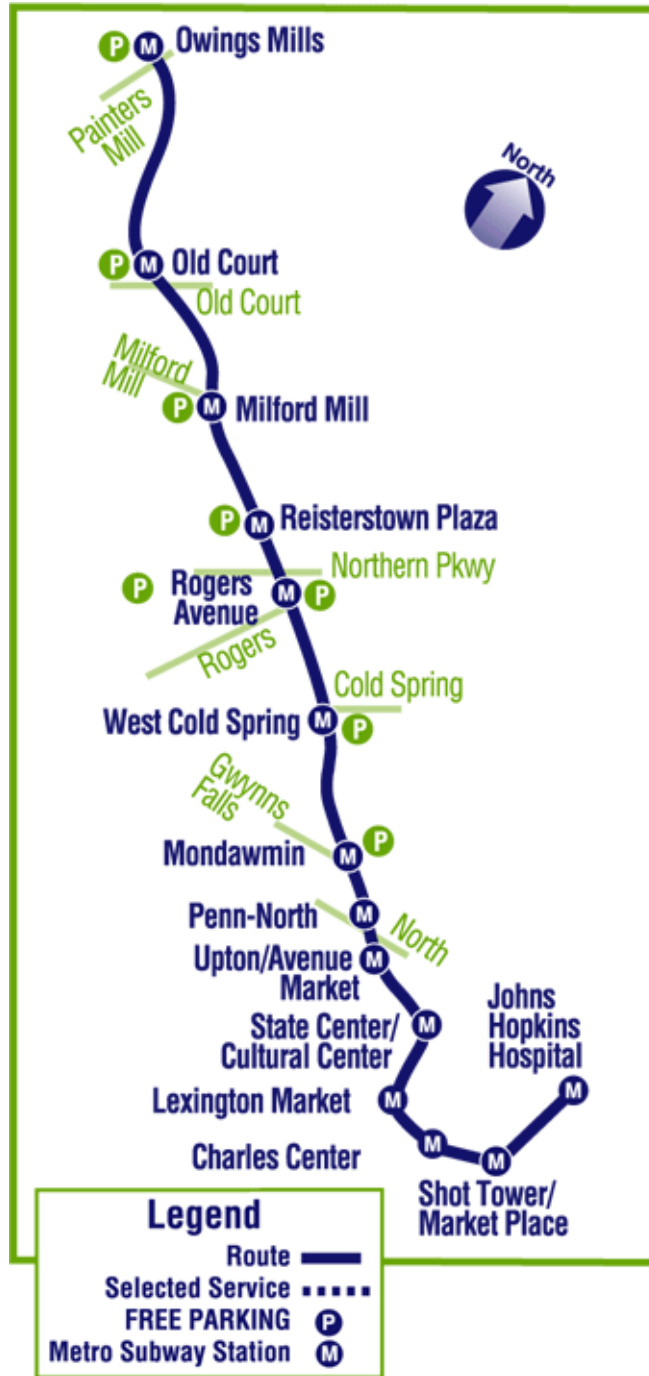 P M Owings Mills
Painters
Mill
North
P M Old Court
Old Court
Milford
Mill
P M Milford Mill
P M Reisterstown Plaza
Northern Pkwy
P Rogers
Avenue M P
Rogers
Cold Spring
West Cold Spring M P
Gwynns
Falls
P
Mondawmin M
Penn-North M
North
Upton/Avenue M
Market
State Center/ M
Cultural Center
Johns
Hopkins
Hospital
M
Lexington Market M
Charles Center M
M
Shot Tower/
Market Place
Legend
Route
Selected Service
FREE PARKING P
Metro Subway Station M